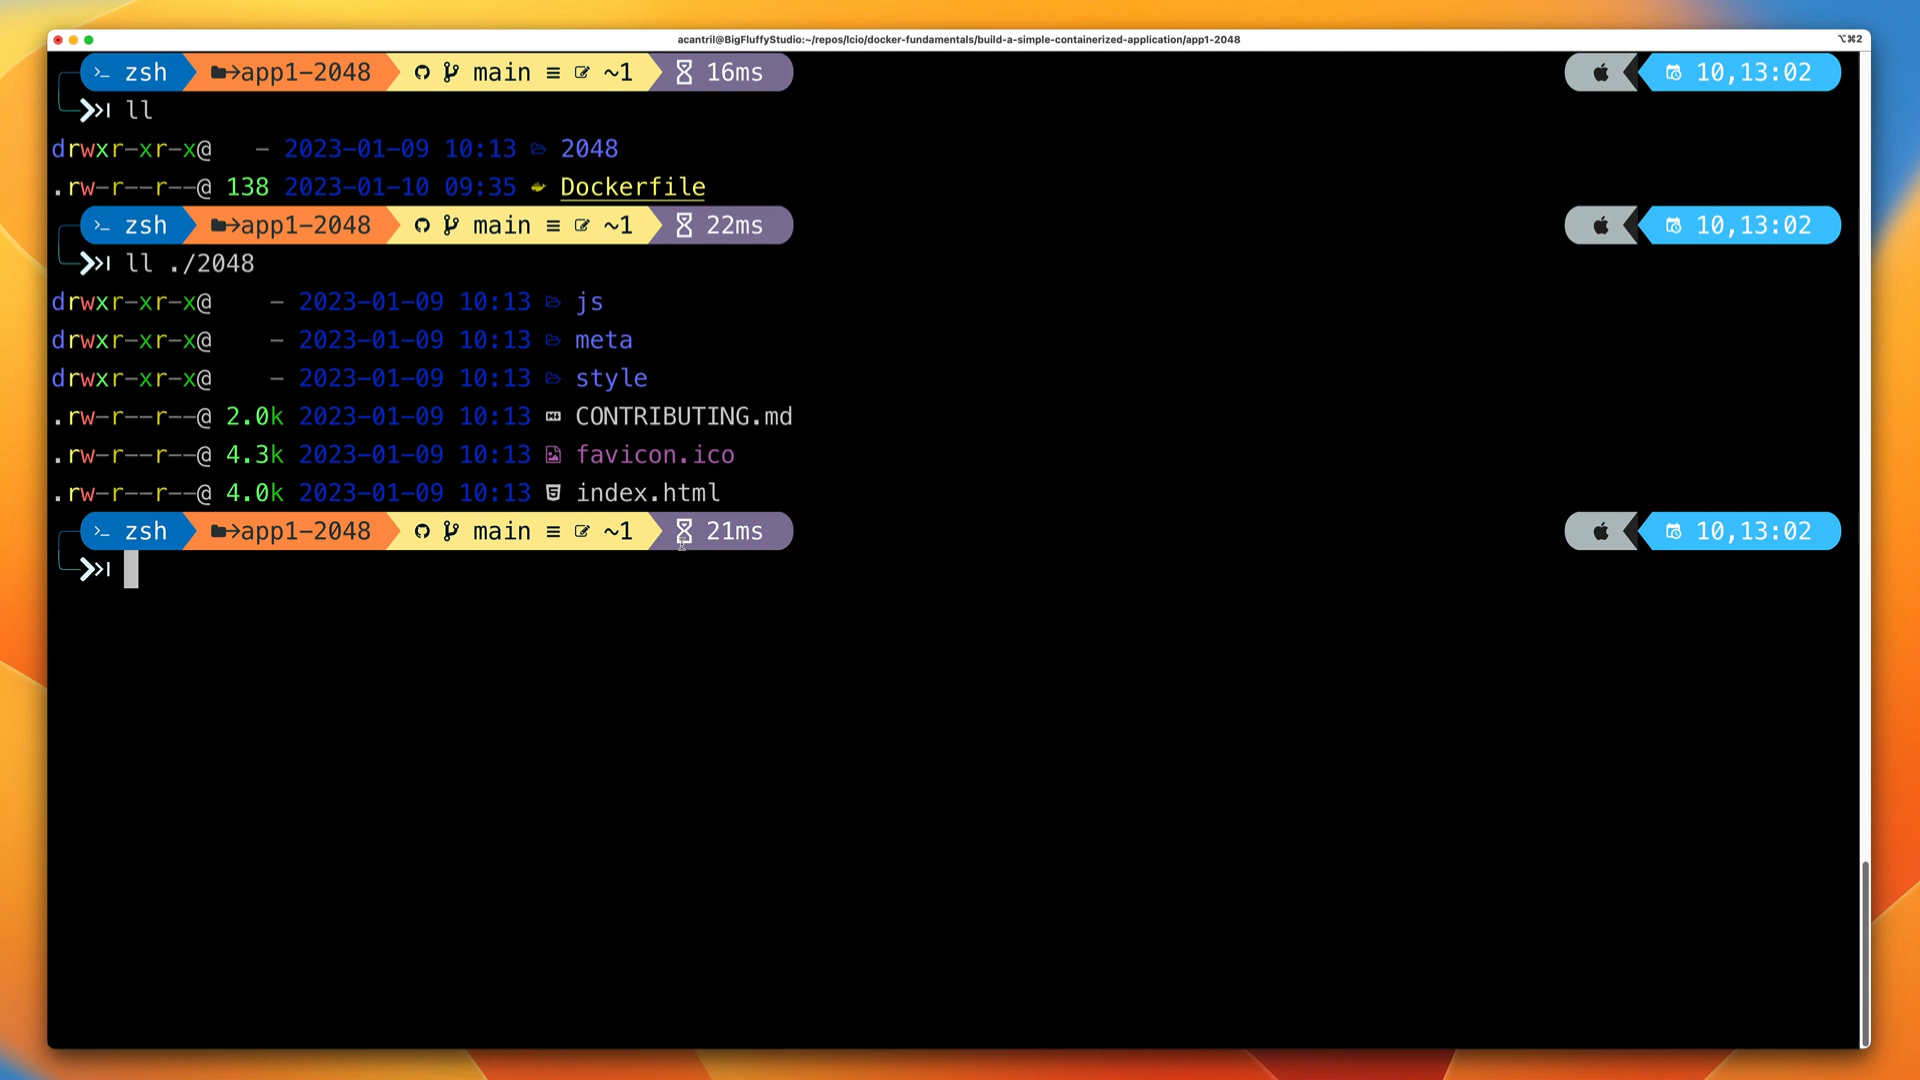 acantril@BigFluffyStudio:~/repos/lcio/docker-fundamentals/build-a-simple-containerized-application/app1-2048
⌥⌘2
>_ zsh →app1-2048 main ≡ ~1 16ms 10,13:02
ll
drwxr-xr-x@ - 2023-01-09 10:13 2048
.rw-r--r--@ 138 2023-01-10 09:35 Dockerfile
>_ zsh →app1-2048 main ≡ ~1 22ms 10,13:02
ll ./2048
drwxr-xr-x@ - 2023-01-09 10:13 js
drwxr-xr-x@ - 2023-01-09 10:13 meta
drwxr-xr-x@ - 2023-01-09 10:13 style
.rw-r--r--@ 2.0k 2023-01-09 10:13 CONTRIBUTING.md
.rw-r--r--@ 4.3k 2023-01-09 10:13 favicon.ico
.rw-r--r--@ 4.0k 2023-01-09 10:13 index.html
>_ zsh →app1-2048 main ≡ ~1 21ms 10,13:02